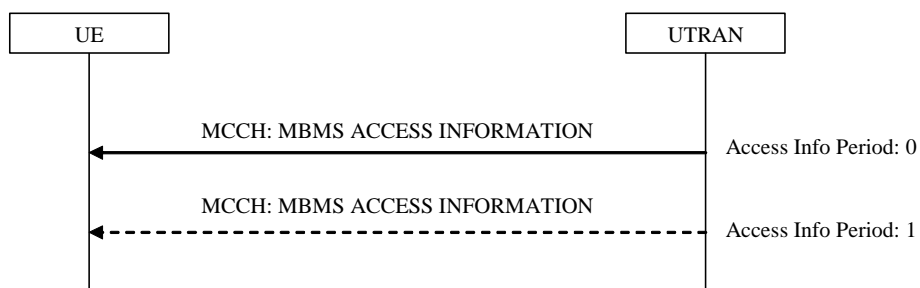 UE
UTRAN
MCCH: MBMS ACCESS INFORMATION
Access Info Period: 0
MCCH: MBMS ACCESS INFORMATION
Access Info Period: 1